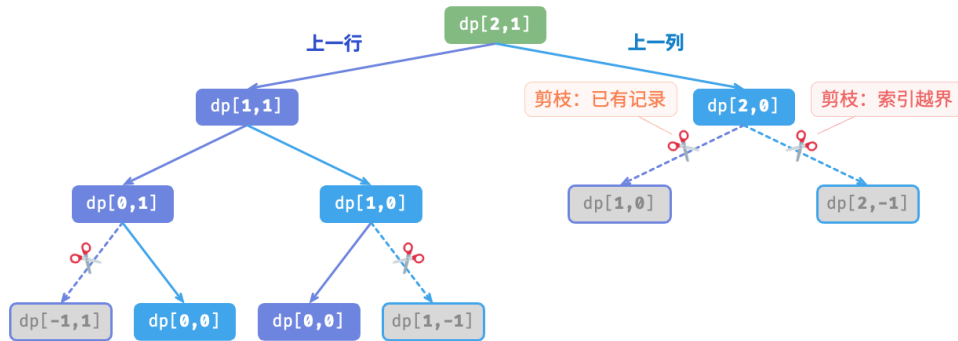 dp[2,1]
上一行
上一列
dp[1,1]
剪枝：已有记录
dp[2,0]
剪枝：索引越界
dp[0,1]
dp[1,0]
dp[1,0]
dp[2,-1]
dp[-1,1]
dp[0,0]
dp[0,0]
dp[1,-1]